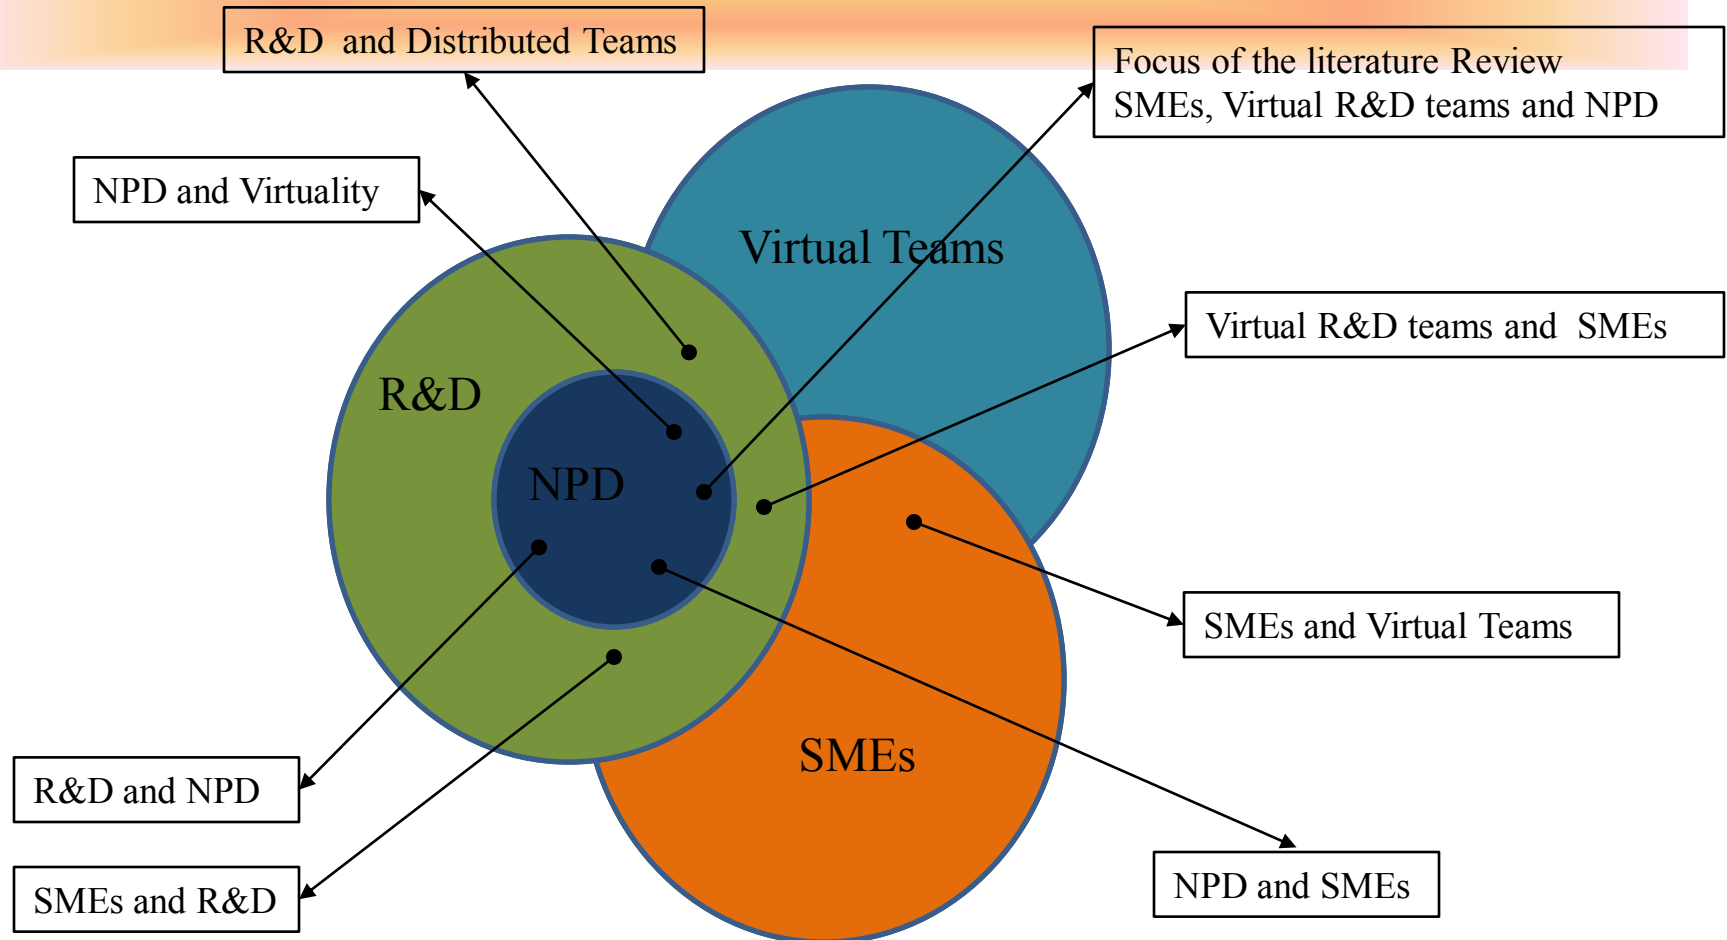 R&D and Distributed Teams
Focus of the literature Review
SMEs, Virtual R&D teams and NPD
NPD and Virtuality
Virtual Teams
Virtual R&D teams and SMEs
R&D
NPD
SMEs and Virtual Teams
SMEs
R&D and NPD
NPD and SMEs
SMEs and R&D